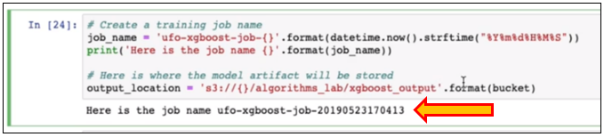 In [24]: # Create a training job name
job_name = 'ufo-xgboost-job-{}'.format(datetime.now().strftime("%Y%m%d%H%M%S"))
print('Here is the job name {}'.format(job_name))
# Here is where the model artifact will be stored
output_location = 's3://{}/algorithms_lab/xgboost_output'.format(bucket)
Here is the job name ufo-xgboost-job-20190523170413